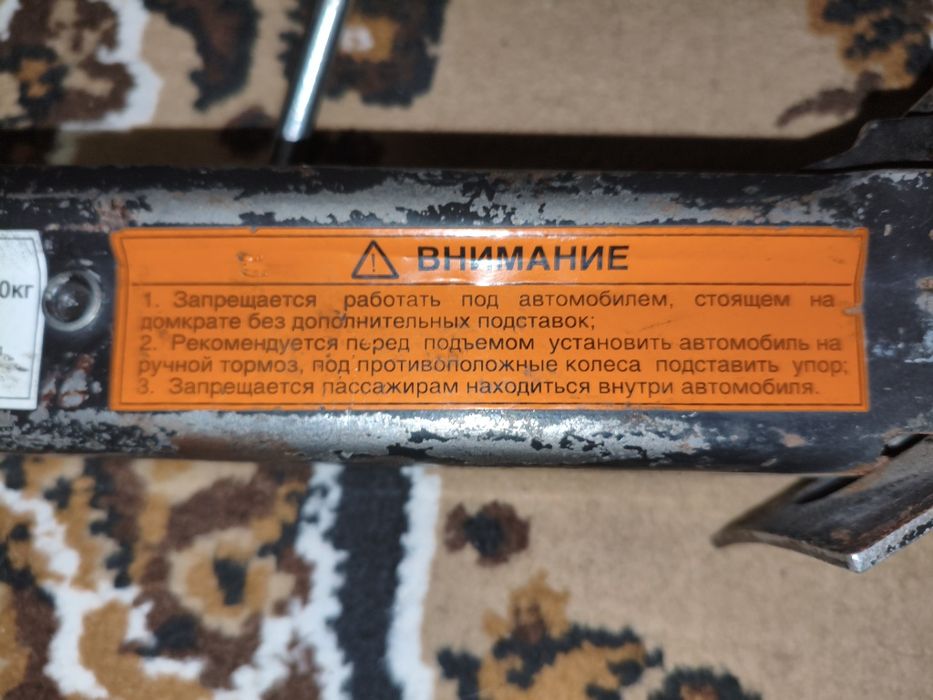 0кг
ВНИМАНИЕ
1. Запрещается работать под автомобилем, стоящем на
домкрате без дополнительных подставок;
2. Рекомендуется перед подъемом установить автомобиль на
ручной тормоз, под противоположные колеса подставить упор;
3. Запрещается пассажирам находиться внутри автомобиля.